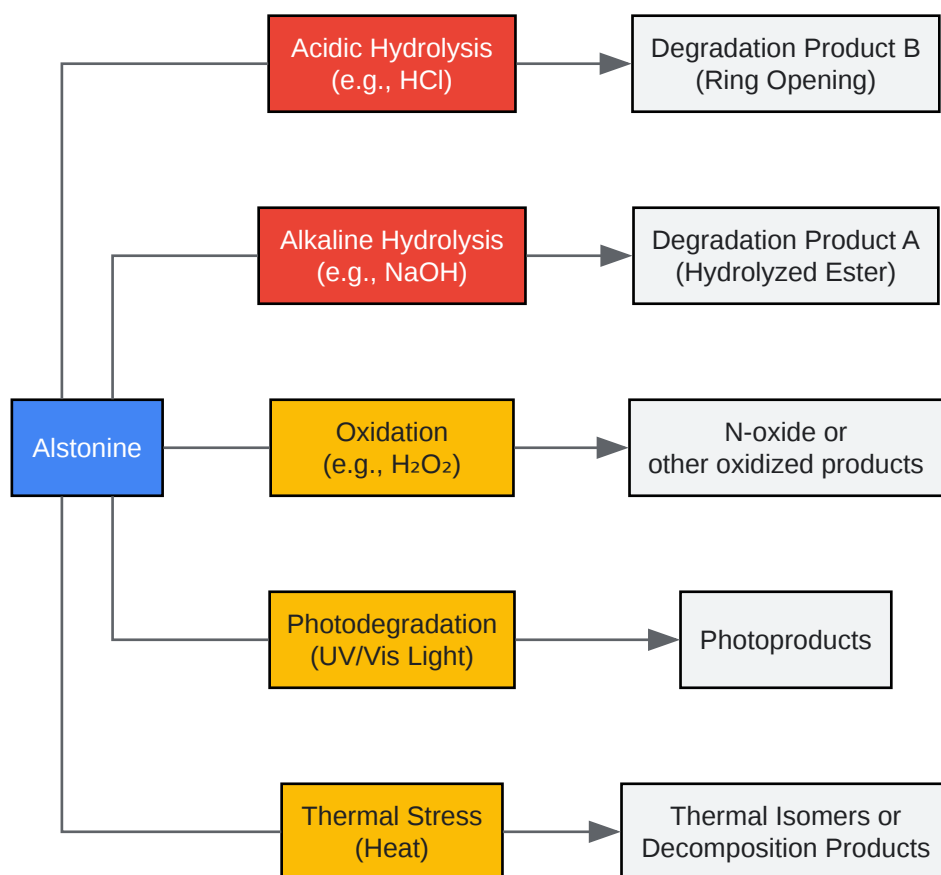 Acidic Hydrolysis
(e.g., HCl)
Degradation Product B
(Ring Opening)
Alkaline Hydrolysis
(e.g., NaOH)
Degradation Product A
(Hydrolyzed Ester)
Alstonine
Oxidation
(e.g., H₂O₂)
N-oxide or
other oxidized products
Photodegradation
(UV/Vis Light)
Photoproducts
Thermal Stress
(Heat)
Thermal Isomers or
Decomposition Products